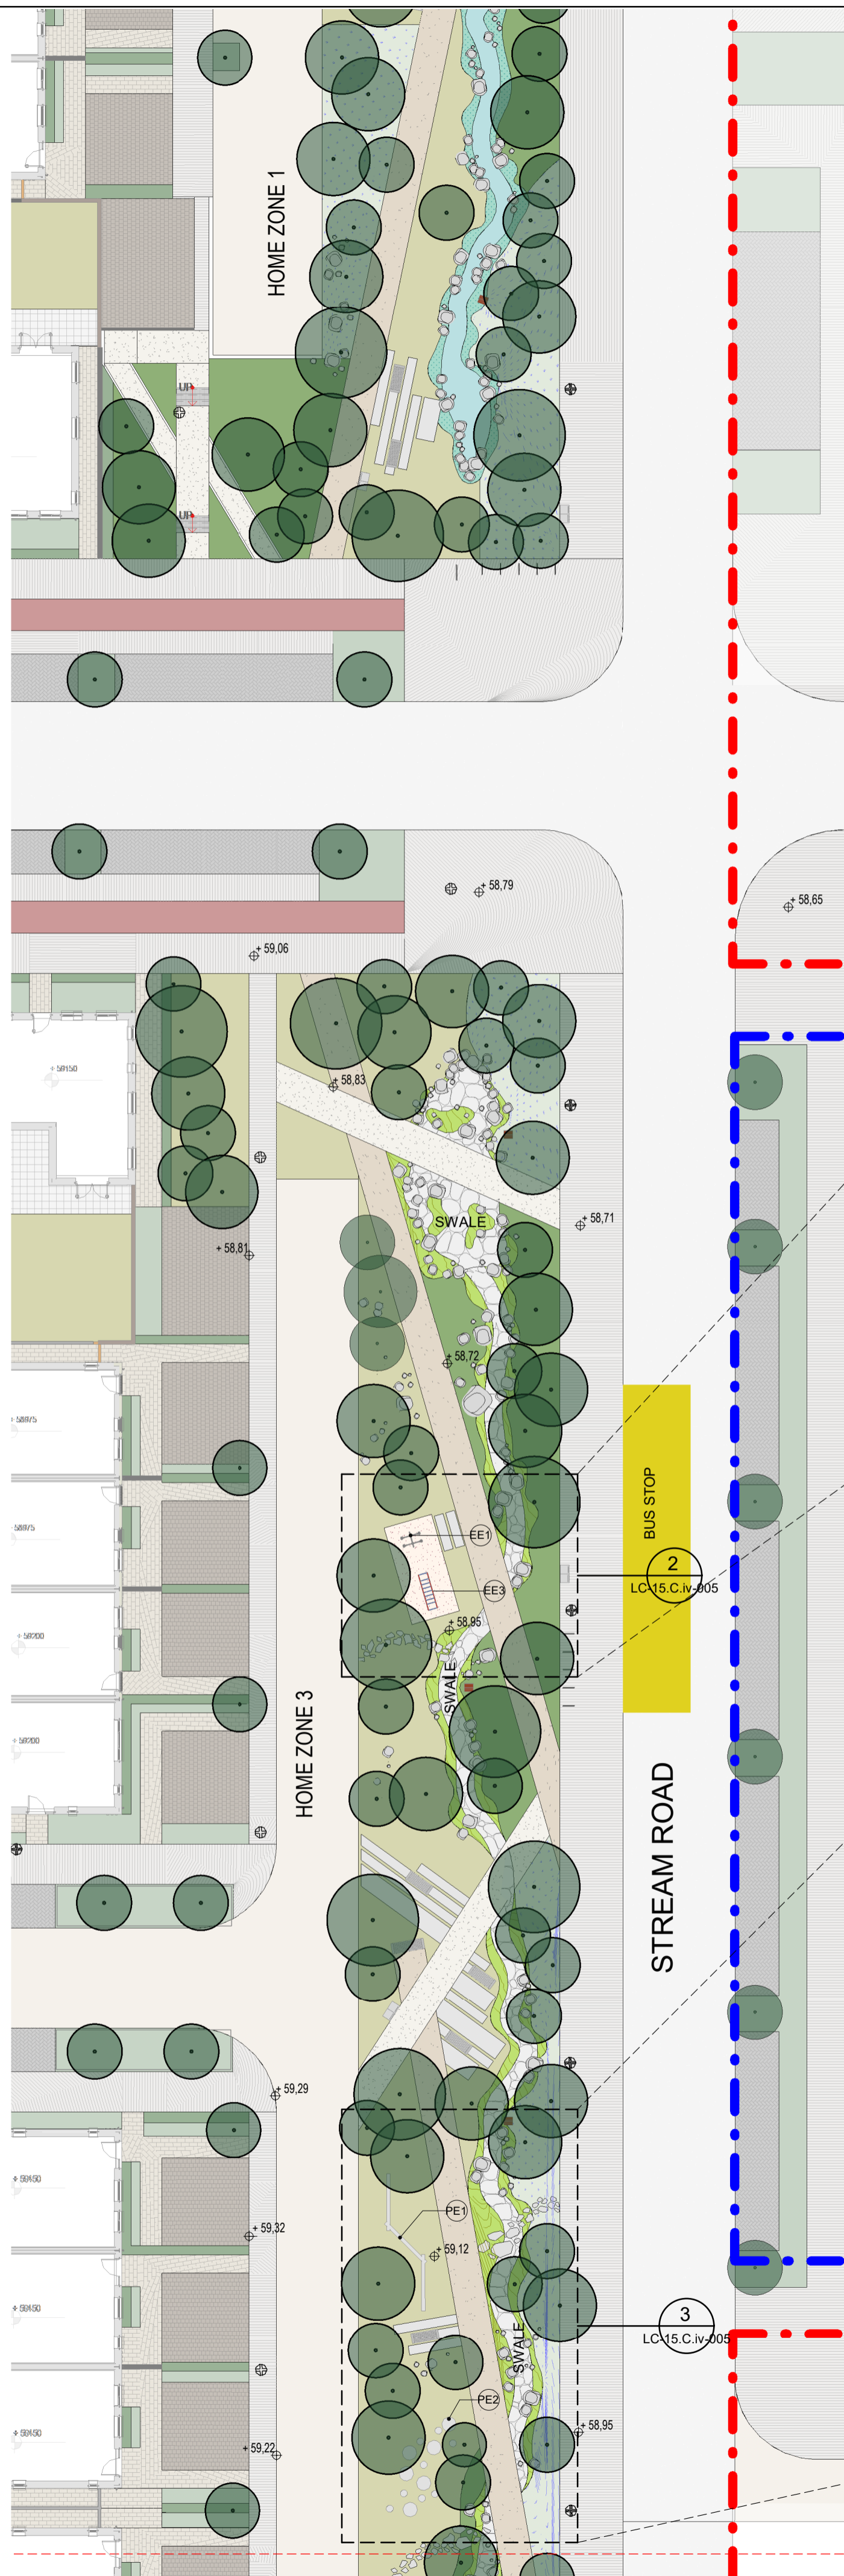 HOME ZONE 1
UP
UP
+ 58,79
+ 58,65
+ 59,06
+ 58,83
SWALE
+ 58,71
+ 58,81
+ 58,72
BUS STOP
EE1
2
LC-15.C.iv-005
EE3
+ 58,95
SWALE
HOME ZONE 3
STREAM ROAD
+ 59,29
PE1
+ 59,32
+ 59,12
3
LC-15.C.iv-005
SWALE
PE2
+ 58,95
+ 59,22